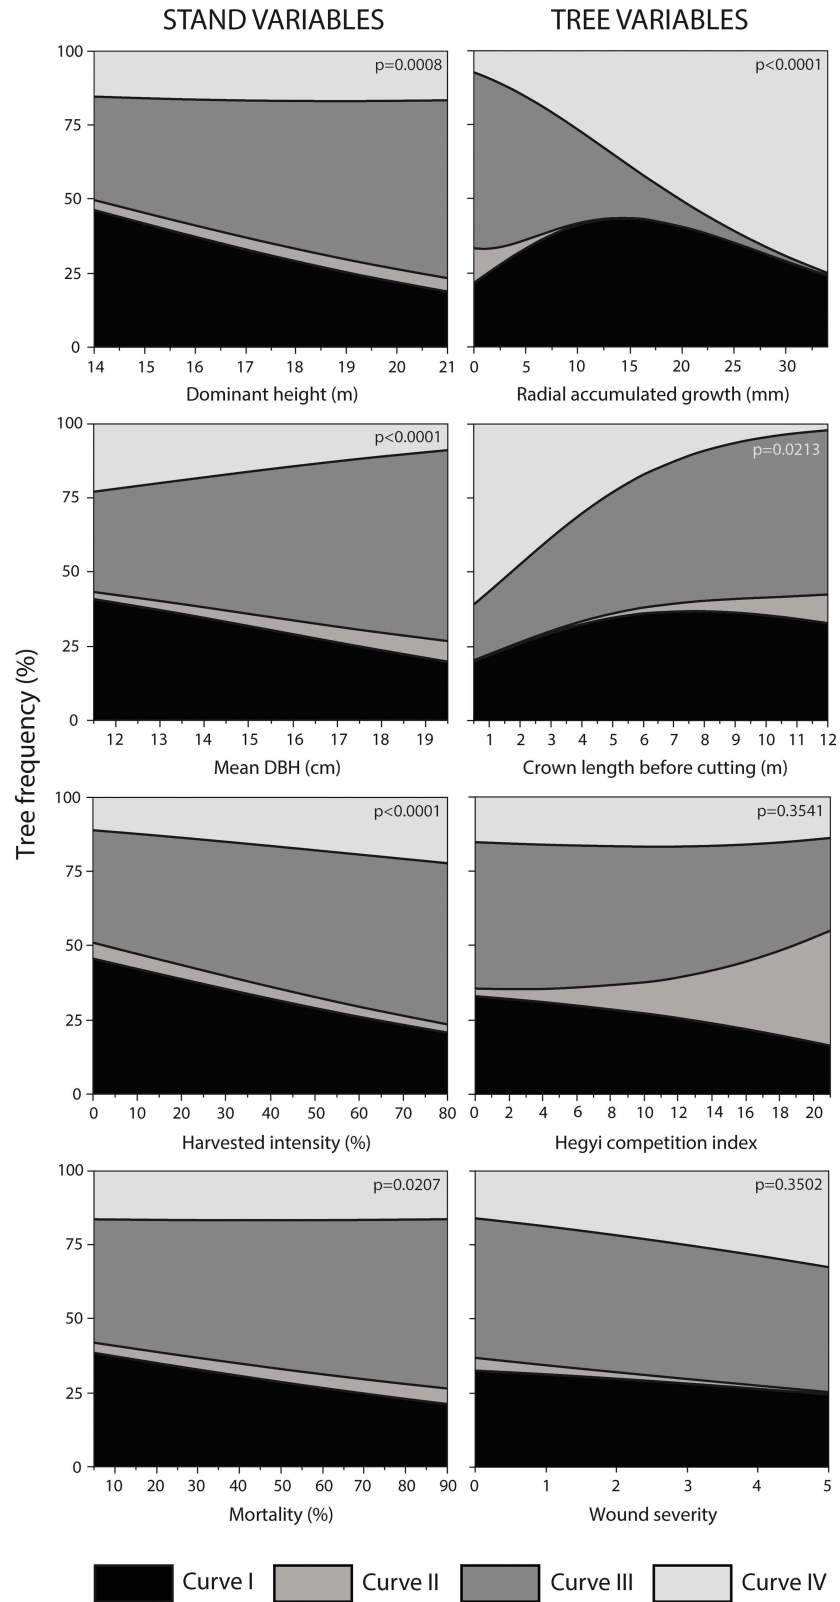 STAND VARIABLES TREE VARIABLES
Tree frequency (%)
100 75 50 25 0
p=0.0008
14 15 16 17 18 19 20 21
Dominant height (m)
p<0.0001
0 5 10 15 20 25 30
Radial accumulated growth (mm)
100 75 50 25 0
p<0.0001
12 13 14 15 16 17 18 19
Mean DBH (cm)
p=0.0213
1 2 3 4 5 6 7 8 9 10 11 12
Crown length before cutting (m)
100 75 50 25 0
p<0.0001
0 10 20 30 40 50 60 70 80
Harvested intensity (%)
p=0.3541
0 2 4 6 8 10 12 14 16 18 20
Hegyi competition index
100 75 50 25 0
p=0.0207
10 20 30 40 50 60 70 80 90
Mortality (%)
p=0.3502
0 1 2 3 4 5
Wound severity
Curve I Curve II Curve III Curve IV